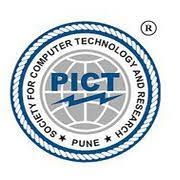 ®
SOCIETY FOR COMPUTER TECHNOLOGY AND RESEARCH
PICT
★ PUNE ★